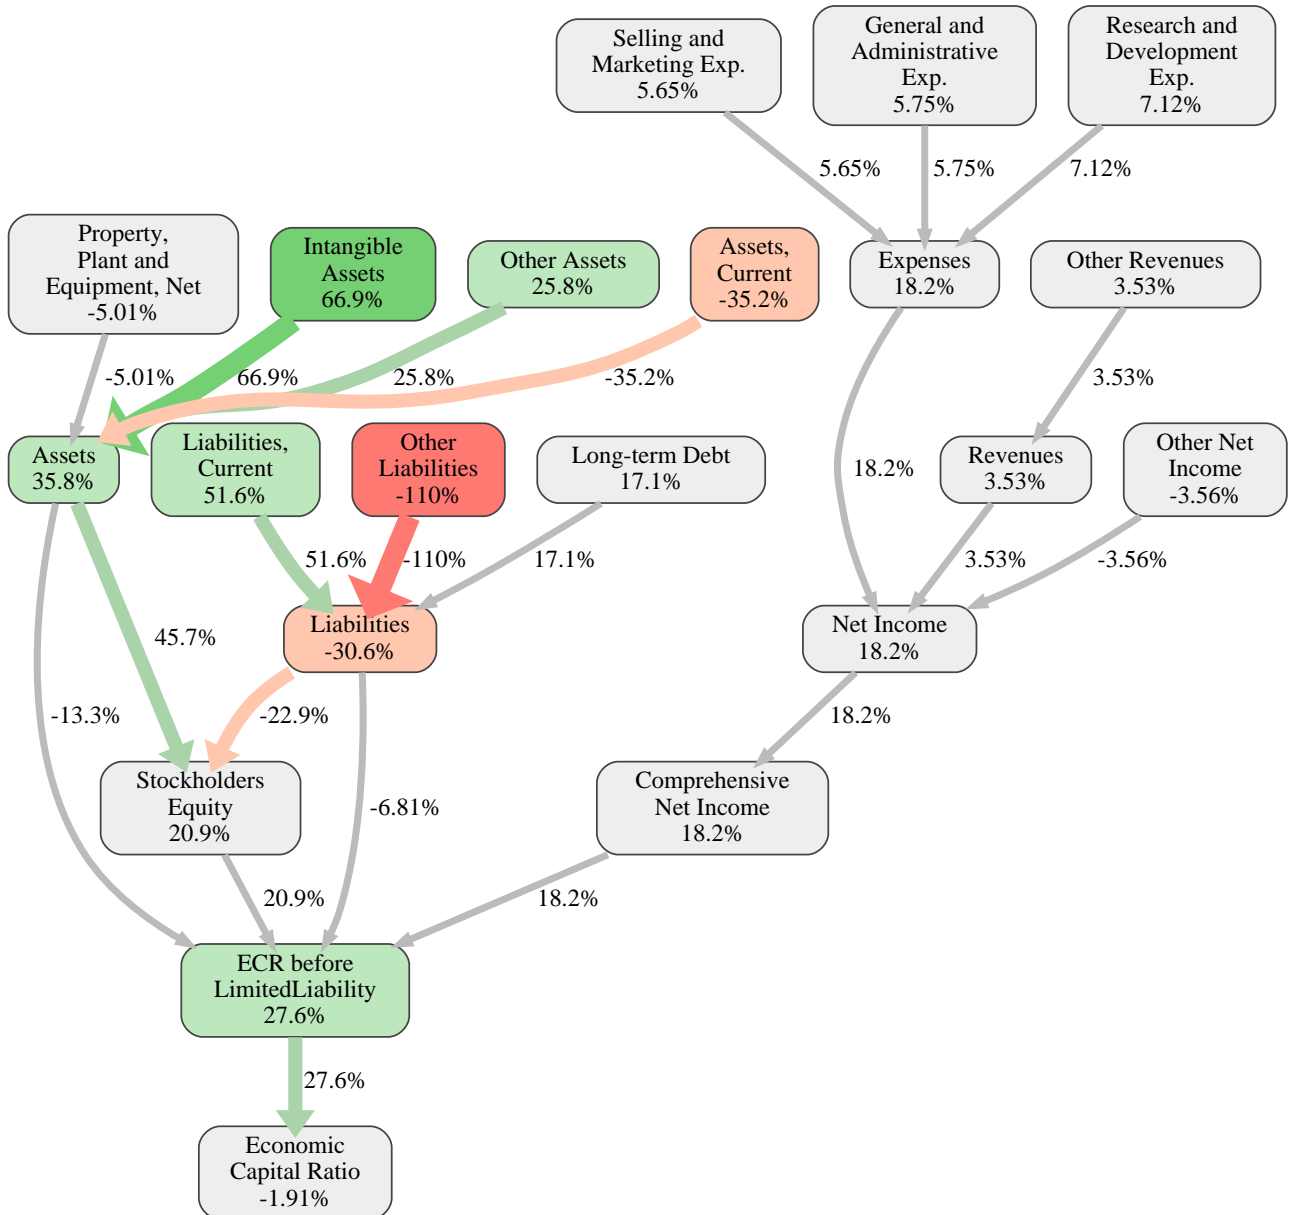 Selling and
Marketing Exp.
5.65%
General and
Administrative
Exp.
5.75%
Research and
Development
Exp.
7.12%
5.65%
5.75%
7.12%
Property,
Plant and
Equipment, Net
-5.01%
Intangible
Assets
66.9%
Other Assets
25.8%
Assets,
Current
-35.2%
Expenses
18.2%
Other Revenues
3.53%
-5.01%
66.9%
25.8%
-35.2%
3.53%
Assets
35.8%
Liabilities,
Current
51.6%
Other
Liabilities
-110%
Long-term Debt
17.1%
18.2%
Revenues
3.53%
Other Net
Income
-3.56%
51.6%
-110%
17.1%
3.53%
-3.56%
45.7%
Liabilities
-30.6%
Net Income
18.2%
-13.3%
-22.9%
18.2%
Stockholders
Equity
20.9%
-6.81%
Comprehensive
Net Income
18.2%
20.9%
18.2%
ECR before
LimitedLiability
27.6%
27.6%
Economic
Capital Ratio
-1.91%